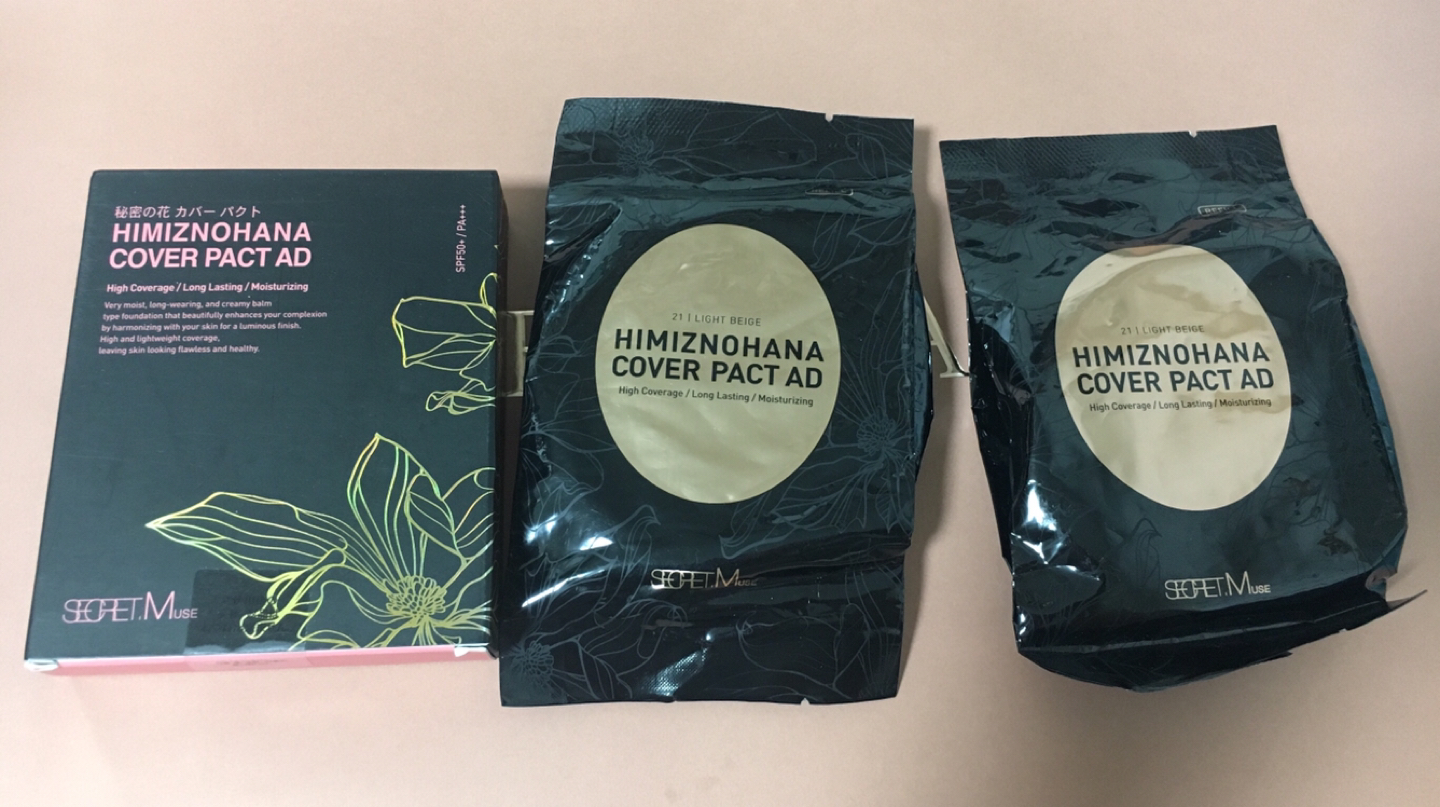 秘密の花 カバー パクト
HIMIZNOHANA
COVER PACT AD
SPF50+ / PA+++
High Coverage / Long Lasting / Moisturizing
Very moist, long-wearing, and creamy balm
type foundation that beautifully enhances your complexion
by harmonizing with your skin for a luminous finish.
High and lightweight coverage,
leaving skin looking flawless and healthy.
SECRET.MUSE
21 | LIGHT BEIGE
HIMIZNOHANA
COVER PACT AD
High Coverage / Long Lasting / Moisturizing
SECRET.MUSE
REFILL
21 | LIGHT BEIGE
HIMIZNOHANA
COVER PACT AD
High Coverage / Long Lasting / Moisturizing
SECRET.MUSE